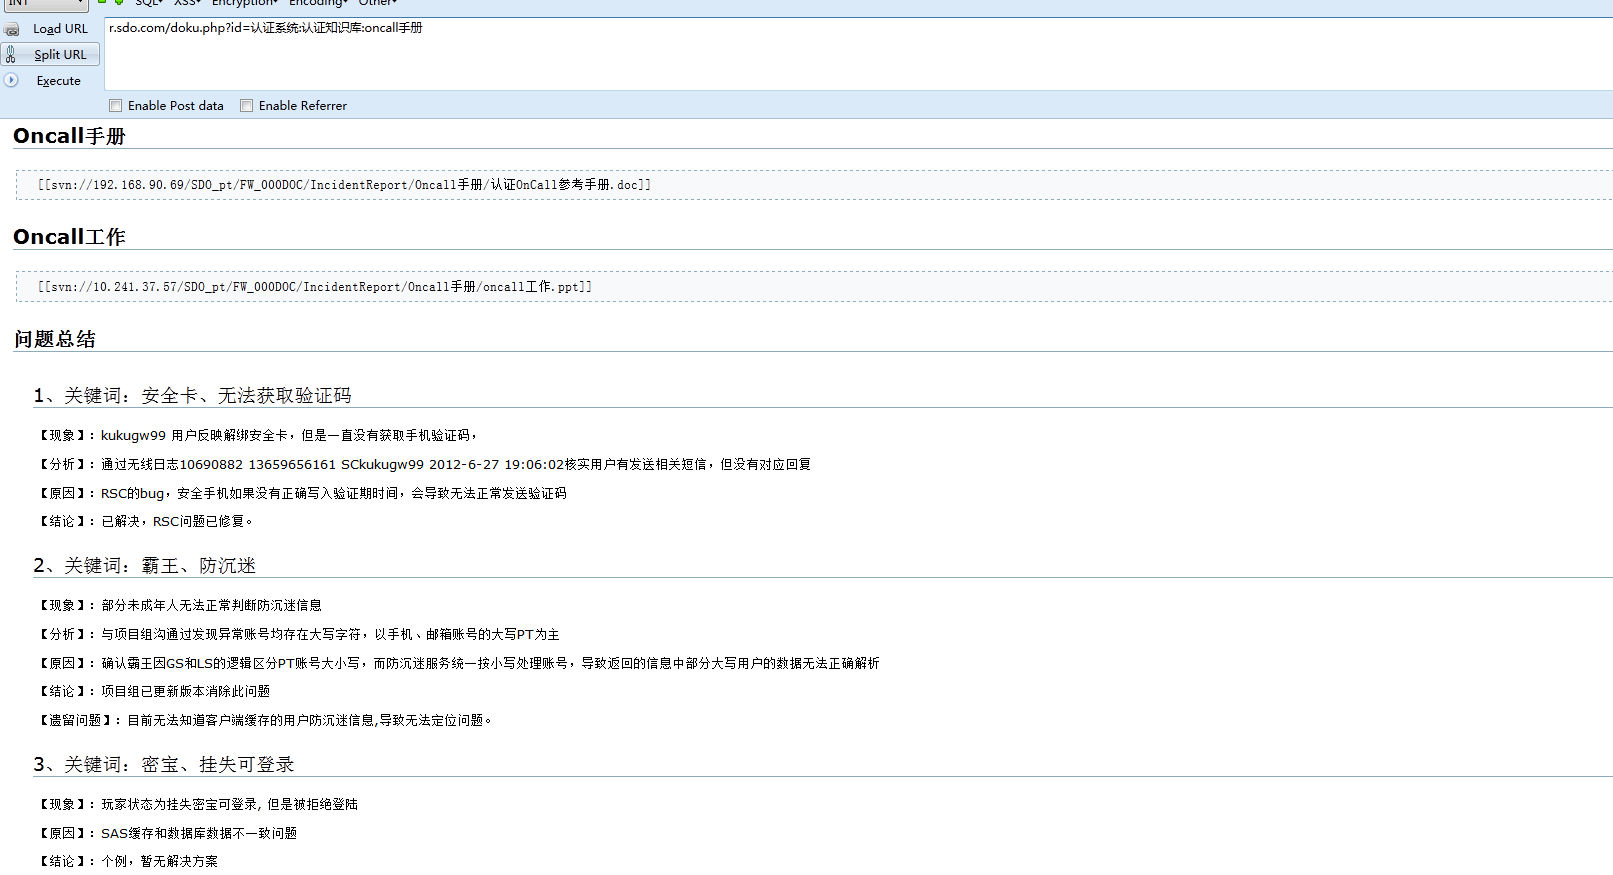 INT SQL XSS Encryption Encoding Other
Load URL
r.sdo.com/doku.php?id=认证系统:认证知识库:oncall手册
Split URL
Execute
Enable Post data Enable Referrer
Oncall手册
[[svn://192.168.90.69/SDO_pt/FW_000DOC/IncidentReport/Oncall手册/认证OnCall参考手册.doc]]
Oncall工作
[[svn://10.241.37.57/SDO_pt/FW_000DOC/IncidentReport/Oncall手册/oncall工作.ppt]]
问题总结
1、关键词：安全卡、无法获取验证码
【现象】：kukugw99 用户反映解绑安全卡，但是一直没有获取手机验证码，
【分析】：通过无线日志10690882 13659656161 SCkukugw99 2012-6-27 19:06:02核实用户有发送相关短信，但没有对应回复
【原因】：RSC的bug，安全手机如果没有正确写入验证期时间，会导致无法正常发送验证码
【结论】：已解决，RSC问题已修复。
2、关键词：霸王、防沉迷
【现象】：部分未成年人无法正常判断防沉迷信息
【分析】：与项目组沟通过发现异常账号均存在大写字符，以手机、邮箱账号的大写PT为主
【原因】：确认霸王因GS和LS的逻辑区分PT账号大小写，而防沉迷服务统一按小写处理账号，导致返回的信息中部分大写用户的数据无法正确解析
【结论】：项目组已更新版本消除此问题
【遗留问题】：目前无法知道客户端缓存的用户防沉迷信息,导致无法定位问题。
3、关键词：密宝、挂失可登录
【现象】：玩家状态为挂失密宝可登录, 但是被拒绝登陆
【原因】：SAS缓存和数据库数据不一致问题
【结论】：个例，暂无解决方案